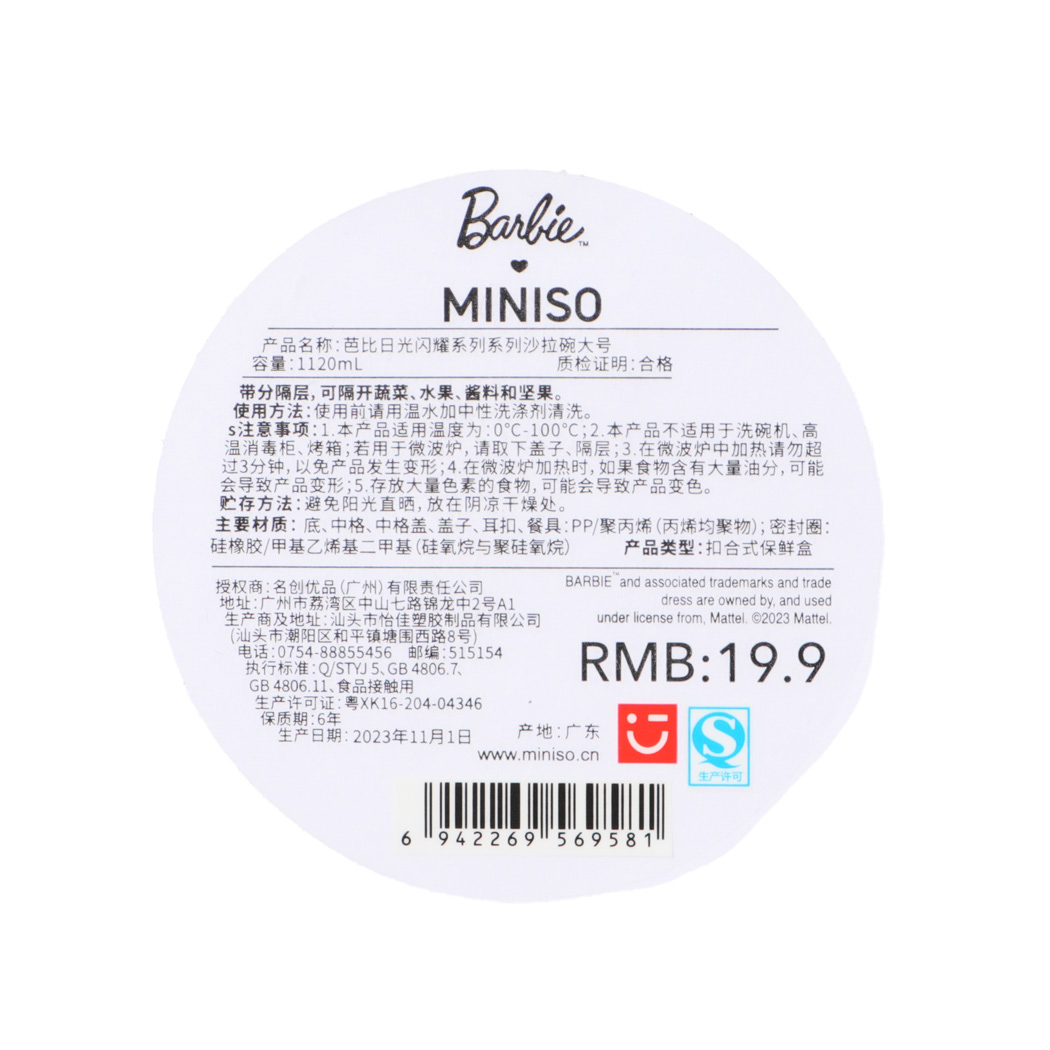 Barbie™
MINISO
产品名称:芭比日光闪耀系列系列沙拉碗大号
容量:1120mL 质检证明:合格
带分隔层,可隔开蔬菜、水果、酱料和坚果。
使用方法:使用前请用温水加中性洗涤剂清洗。
s注意事项:1.本产品适用温度为:0℃-100℃;2.本产品不适用于洗碗机、高
温消毒柜、烤箱;若用于微波炉,请取下盖子、隔层;3.在微波炉中加热请勿超
过3分钟,以免产品发生变形;4.在微波炉加热时,如果食物含有大量油分,可能
会导致产品变形;5.存放大量色素的食物,可能会导致产品变色。
贮存方法:避免阳光直晒,放在阴凉干燥处。
主要材质:底、中格、中格盖、盖子、耳扣、餐具:PP/聚丙烯(丙烯均聚物);密封圈:
硅橡胶/甲基乙烯基二甲基(硅氧烷与聚硅氧烷) 产品类型:扣合式保鲜盒
授权商:名创优品(广州)有限责任公司
地址:广州市荔湾区中山七路锦龙中2号A1
生产商及地址:汕头市怡佳塑胶制品有限公司
(汕头市潮阳区和平镇塘围西路8号)
电话:0754-88855456 邮编:515154
执行标准:Q/STYJ 5、GB 4806.7、
GB 4806.11、食品接触用
生产许可证:粤XK16-204-04346
保质期:6年
生产日期:2023年11月1日
BARBIE™and associated trademarks and trade
dress are owned by, and used
under license from, Mattel. ©2023 Mattel.
RMB:19.9
产地:广东
www.miniso.cn
生产许可
6 942269 569581